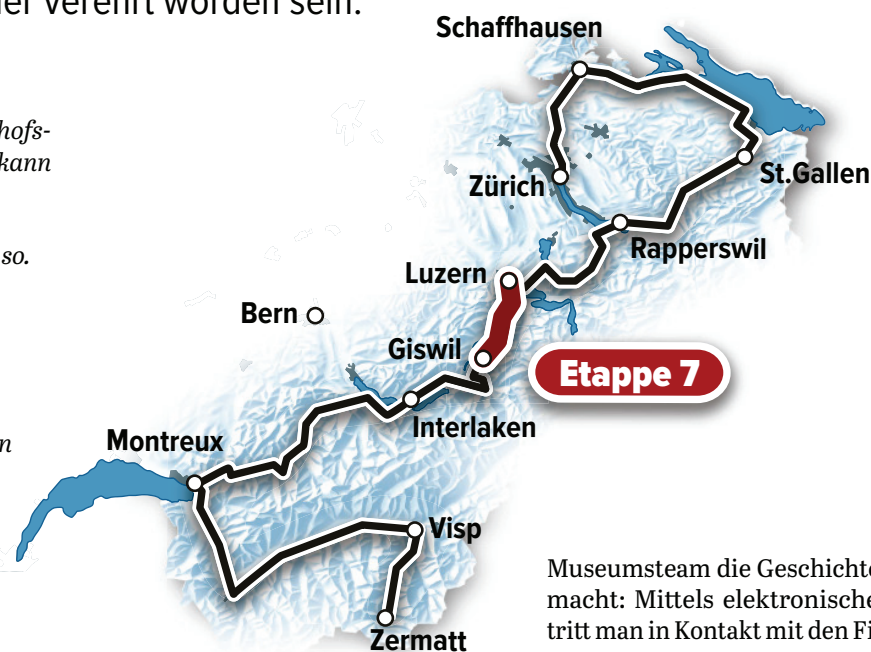 der verehrt worden sein.
hofs-
kann
so.
n
Schaffhausen
Zürich
St.Gallen
Rapperswil
Luzern
Bern
Giswil
Etappe 7
Interlaken
Montreux
Visp
Zermatt
Museumsteam die Geschichte
macht: Mittels elektronische
tritt man in Kontakt mit den Fi